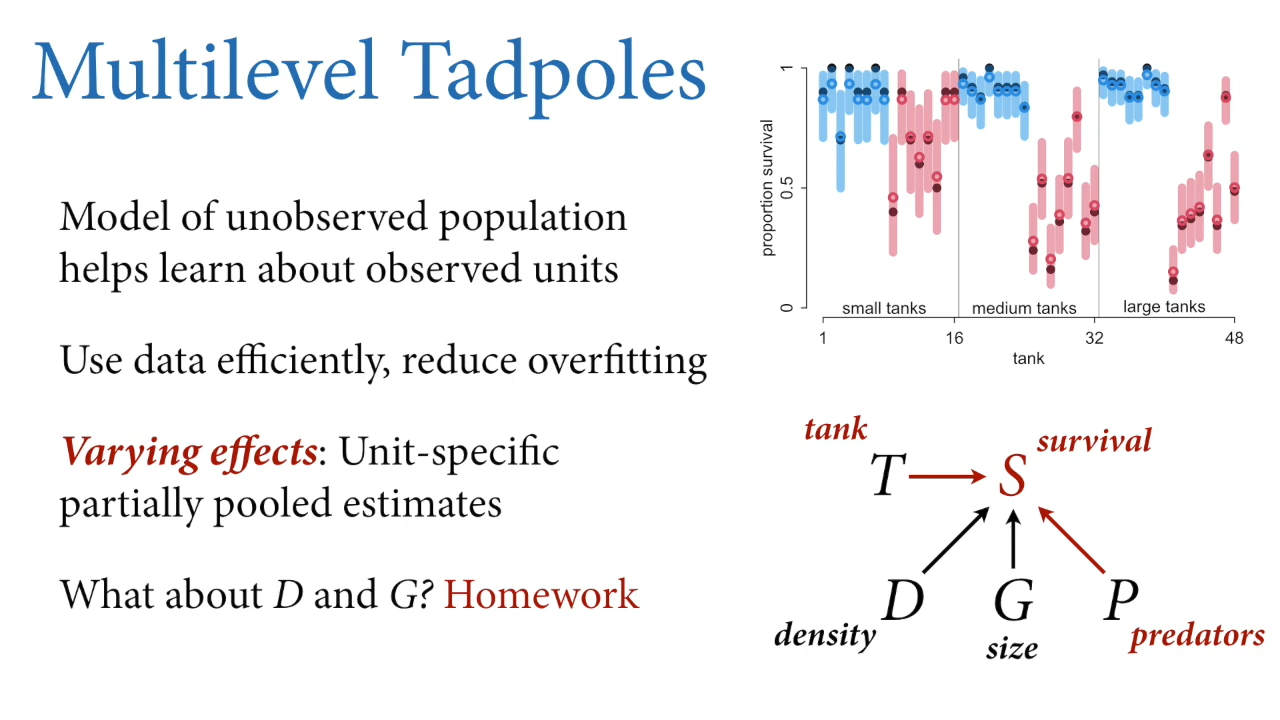 Multilevel Tadpoles
Model of unobserved population
helps learn about observed units
Use data efficiently, reduce overfitting
Varying effects: Unit-specific
partially pooled estimates
What about D and G? Homework
proportion survival
1
0.5
0
small tanks
medium tanks
large tanks
1
16
32
48
tank
tank
survival
T
S
D
G
P
density
size
predators